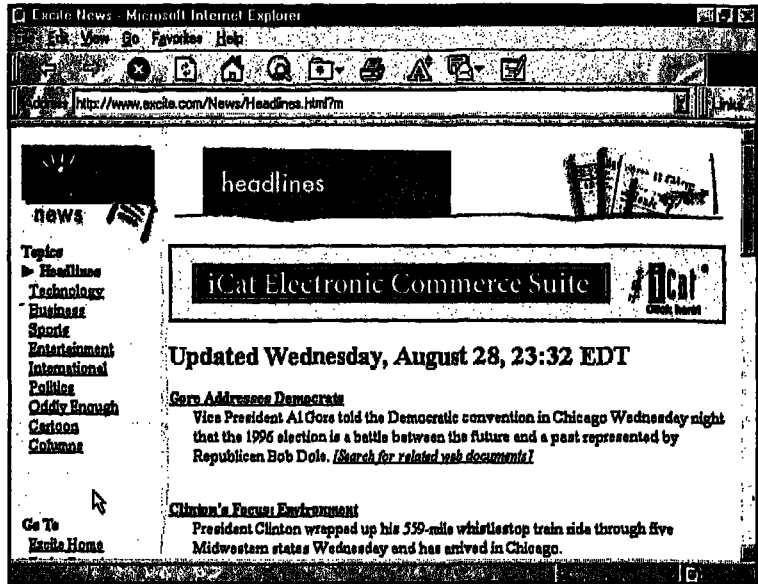 Excite News - Microsoft Internet Explorer
Edit View Go Favorites Help
Address http://www.excite.com/News/Headlines.html?m Links
news
headlines
Topics
Headlines
Technology
Business
Sports
Entertainment
International
Politics
Oddly Enough
Cartoon
Columns
Go To
Excite Home
iCat Electronic Commerce Suite
iCat
Click here!
Updated Wednesday, August 28, 23:32 EDT
Gore Addresses Democrats
Vice President Al Gore told the Democratic convention in Chicago Wednesday night
that the 1996 election is a battle between the future and a past represented by
Republican Bob Dole. [Search for related web documents]
Clinton's Focus: Environment
President Clinton wrapped up his 559-mile whistlestop train ride through five
Midwestern states Wednesday and has arrived in Chicago.